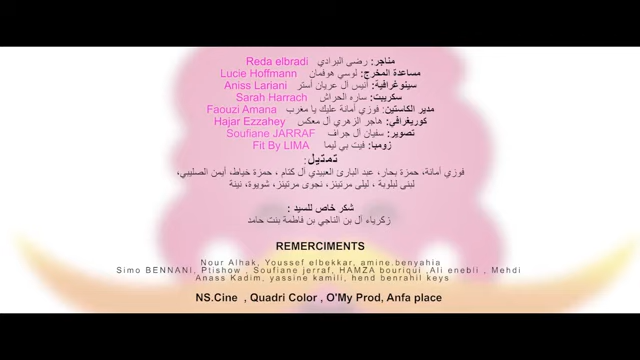 Reda elbradi مناجر: رضى البرادي
Lucie Hoffmann مساعدة المخرج: لوسي هوفمان
Aniss Lariani سينوغرافية: أنيس آل عريان أستر
Sarah Harrach سكريبت: ساره الحراش
Faouzi Amana مدير الكاستين: فوزي أمانة عليك يا مغرب
Hajar Ezzahey كوريغرافي: هاجر الزهري آل معكس
Soufiane JARRAF تصوير: سفيان آل جراف
Fit By LIMA زومبا: فيت بي ليما
تمثيل:
فوزي أمانة، حمزة بحار، عبد البارئ العبيدي آل كتام ، حمزة خياط، أيمن الصليبي،
لبنى لبلوبة ، ليلى مرتينز، نجوى مرتينز، شويوة، نينة
شكر خاص للسيد :
زكرياء آل بن الناجي بن فاطمة بنت حامد
REMERCIMENTS
Nour Alhak, Youssef elbekkar, amine.benyahia
Simo BENNANI, Ptishow , Soufiane jerraf, HAMZA bouriqui ,Ali enebli , Mehdi
Anass Kadim, yassine kamili, hend benrahil keys
NS.Cine , Quadri Color , O'My Prod, Anfa place